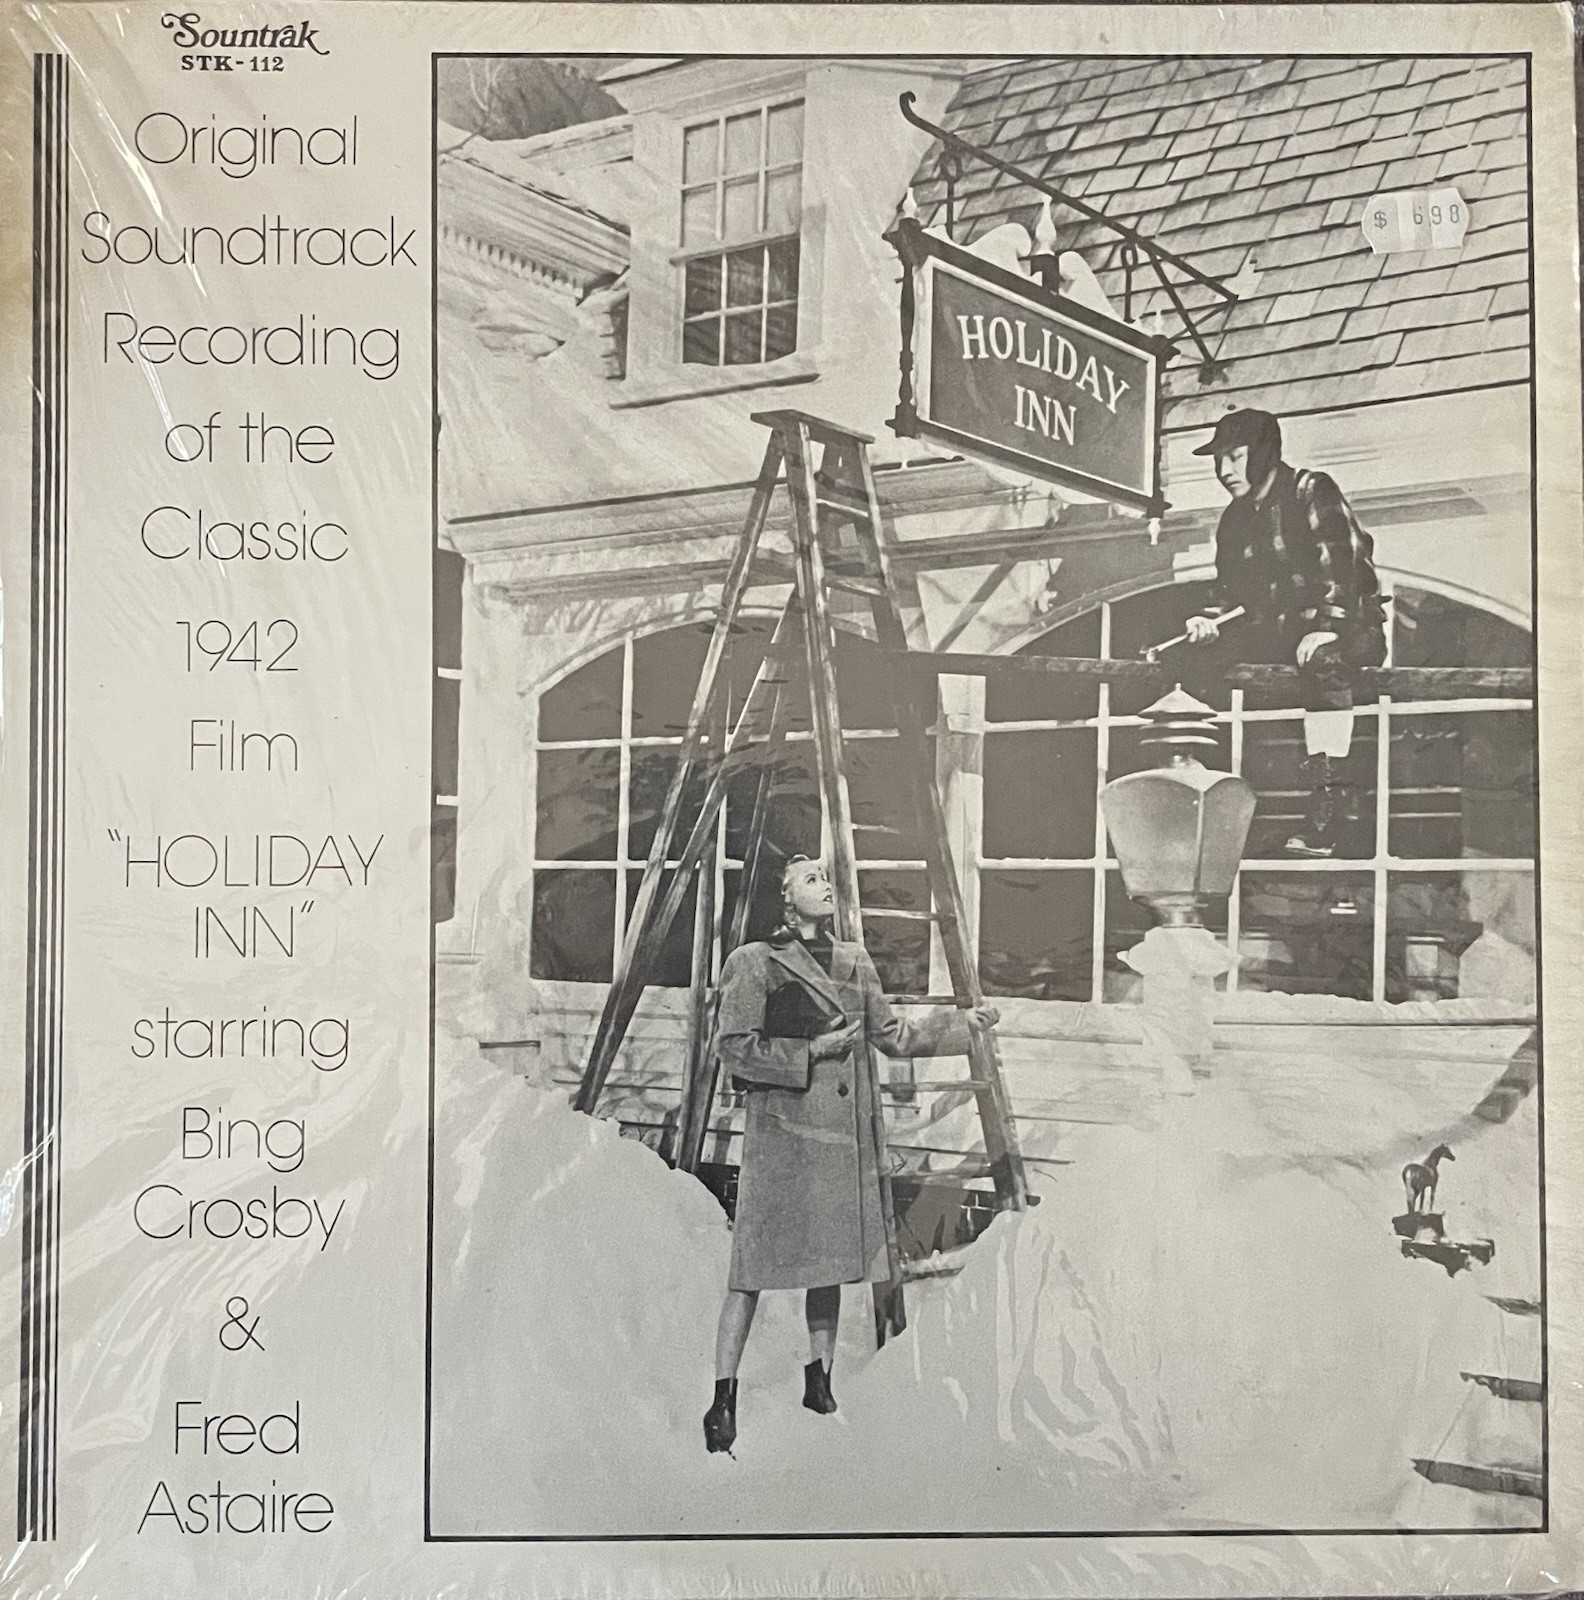 Sountrak
STK-112
Original
Soundtrack
Recording
of the
Classic
1942
Film
"HOLIDAY
INN"
starring
Bing
Crosby
&
Fred
Astaire
HOLIDAY
INN
$ 6.98